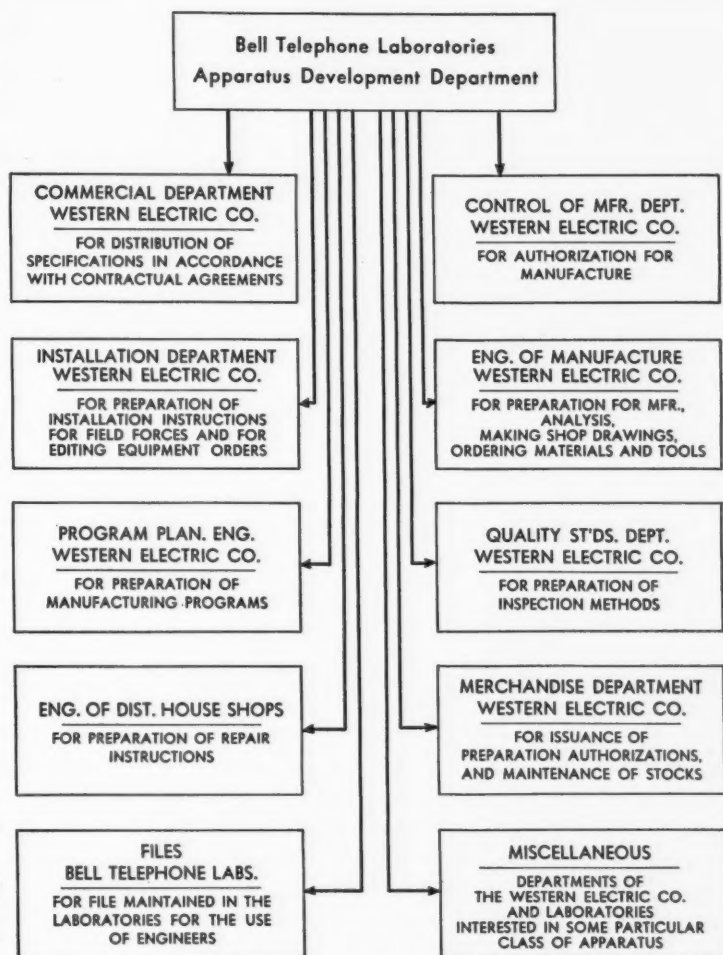 Bell Telephone Laboratories
Apparatus Development Department
COMMERCIAL DEPARTMENT
WESTERN ELECTRIC CO.
FOR DISTRIBUTION OF
SPECIFICATIONS IN ACCORDANCE
WITH CONTRACTUAL AGREEMENTS
CONTROL OF MFR. DEPT.
WESTERN ELECTRIC CO.
FOR AUTHORIZATION FOR
MANUFACTURE
INSTALLATION DEPARTMENT
WESTERN ELECTRIC CO.
FOR PREPARATION OF
INSTALLATION INSTRUCTIONS
FOR FIELD FORCES AND FOR
EDITING EQUIPMENT ORDERS
ENG. OF MANUFACTURE
WESTERN ELECTRIC CO.
FOR PREPARATION FOR MFR.,
ANALYSIS,
MAKING SHOP DRAWINGS,
ORDERING MATERIALS AND TOOLS
PROGRAM PLAN. ENG.
WESTERN ELECTRIC CO.
FOR PREPARATION OF
MANUFACTURING PROGRAMS
QUALITY ST'DS. DEPT.
WESTERN ELECTRIC CO.
FOR PREPARATION OF
INSPECTION METHODS
ENG. OF DIST. HOUSE SHOPS
FOR PREPARATION OF REPAIR
INSTRUCTIONS
MERCHANDISE DEPARTMENT
WESTERN ELECTRIC CO.
FOR ISSUANCE OF
PREPARATION AUTHORIZATIONS,
AND MAINTENANCE OF STOCKS
FILES
BELL TELEPHONE LABS.
FOR FILE MAINTAINED IN THE
LABORATORIES FOR THE USE
OF ENGINEERS
MISCELLANEOUS
DEPARTMENTS OF
THE WESTERN ELECTRIC CO.
AND LABORATORIES
INTERESTED IN SOME PARTICULAR
CLASS OF APPARATUS